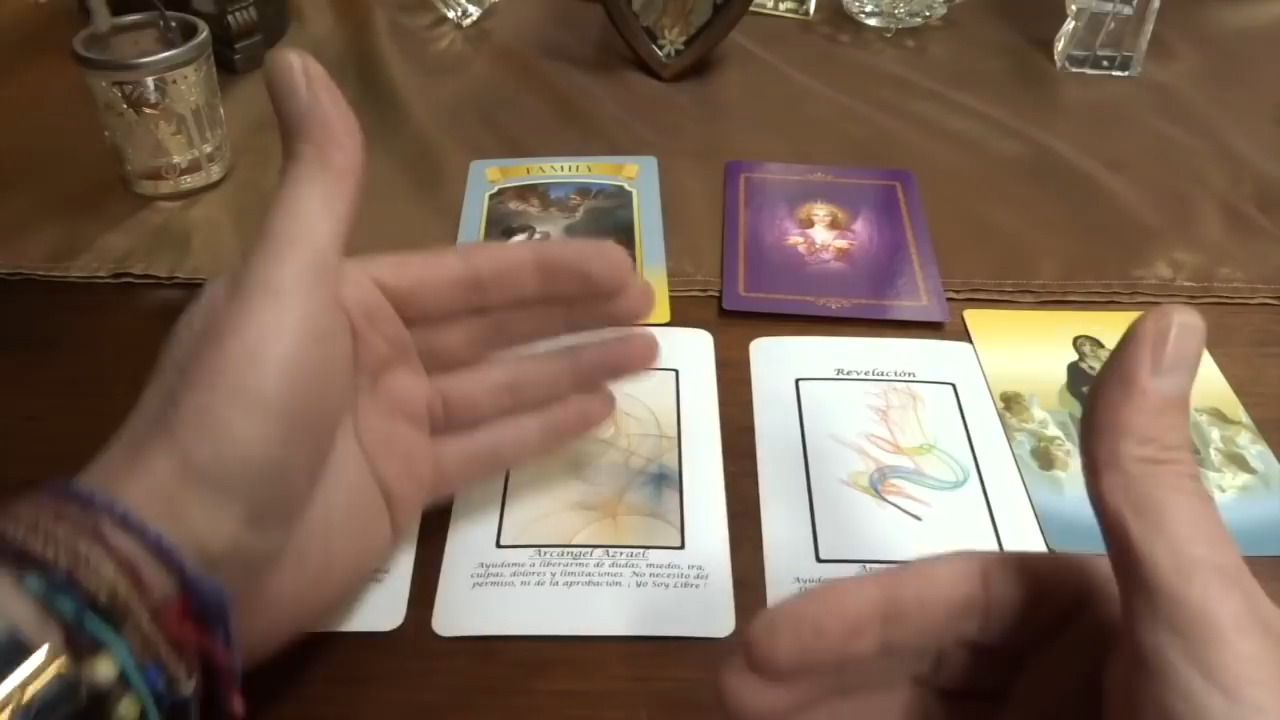 FAMILY
Revelación
Arcángel Azrael:
Ayúdame a liberarme de dudas, miedos, ira,
culpas, dolores y limitaciones. No necesito del
permiso, ni de la aprobación. ¡ Yo Soy Libre !